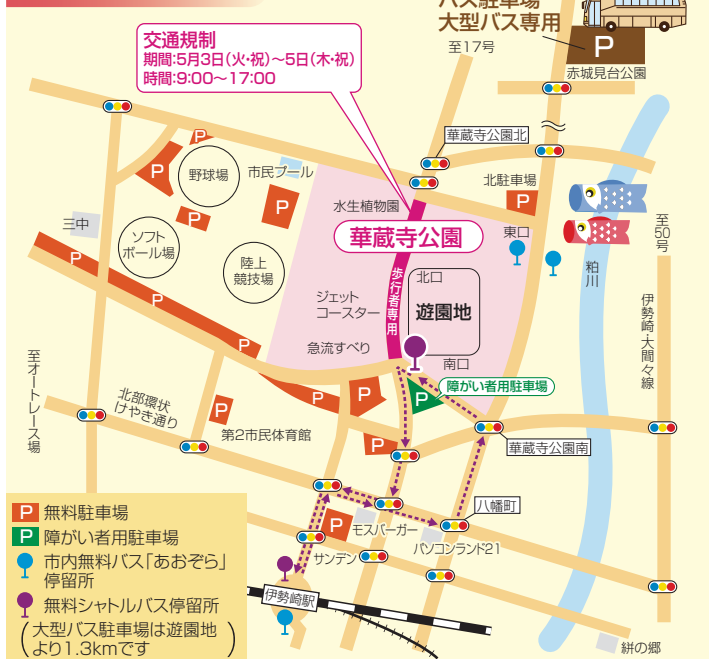 バス駐車場
大型バス専用
P
赤城見台公園
至17号
交通規制
期間:5月3日(火・祝)～5日(木・祝)
時間:9:00～17:00
華蔵寺公園北
野球場
市民プール
北駐車場
P
P
P
P
P
水生植物園
東口
華蔵寺公園
至50号
三中
ソフト
ボール場
陸上
競技場
歩行者専用
北口
遊園地
粕川
伊勢崎・大間々線
P
ジェット
コースター
急流すべり
南口
P
障がい者用駐車場
P
P
P
P
至オートレース場
北部環状
けやき通り
P
第2市民体育館
P
華蔵寺公園南
八幡町
P
モスバーガー
パソコンランド21
サンデン
伊勢崎駅
絣の郷
P 無料駐車場
P 障がい者用駐車場
市内無料バス「あおぞら」
停留所
無料シャトルバス停留所
(大型バス駐車場は遊園地
より1.3kmです)